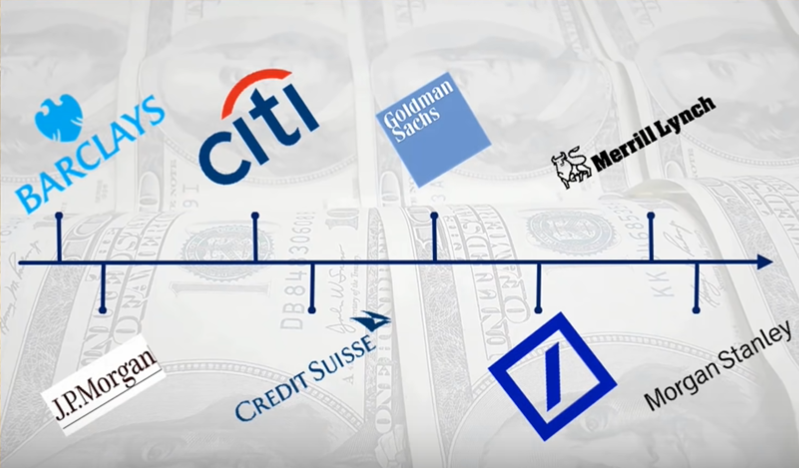 BARCLAYS
citi
Goldman
Sachs
Merrill Lynch
J.P.Morgan
CREDIT SUISSE
Morgan Stanley